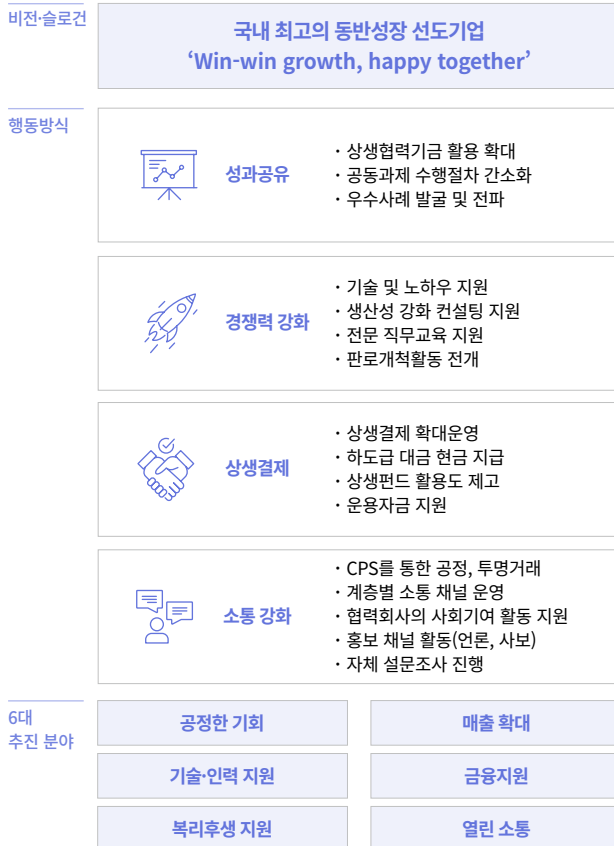 비전·슬로건
국내 최고의 동반성장 선도기업
‘Win-win growth, happy together’
행동방식
성과공유
· 상생협력기금 활용 확대
· 공동과제 수행절차 간소화
· 우수사례 발굴 및 전파
경쟁력 강화
· 기술 및 노하우 지원
· 생산성 강화 컨설팅 지원
· 전문 직무교육 지원
· 판로개척활동 전개
상생결제
· 상생결제 확대운영
· 하도급 대금 현금 지급
· 상생펀드 활용도 제고
· 운용자금 지원
소통 강화
· CPS를 통한 공정, 투명거래
· 계층별 소통 채널 운영
· 협력회사의 사회기여 활동 지원
· 홍보 채널 활동(언론, 사보)
· 자체 설문조사 진행
6대
추진 분야
공정한 기회
매출 확대
기술·인력 지원
금융지원
복리후생 지원
열린 소통